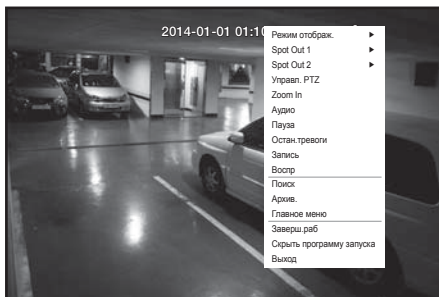 2014-01-01 01:10
Режим отображ.
Spot Out 1
Spot Out 2
Управл. PTZ
Zoom In
Аудио
Пауза
Остан.тревоги
Запись
Воспр
Поиск
Архив.
Главное меню
Заверш.раб
Скрыть программу запуска
Выход